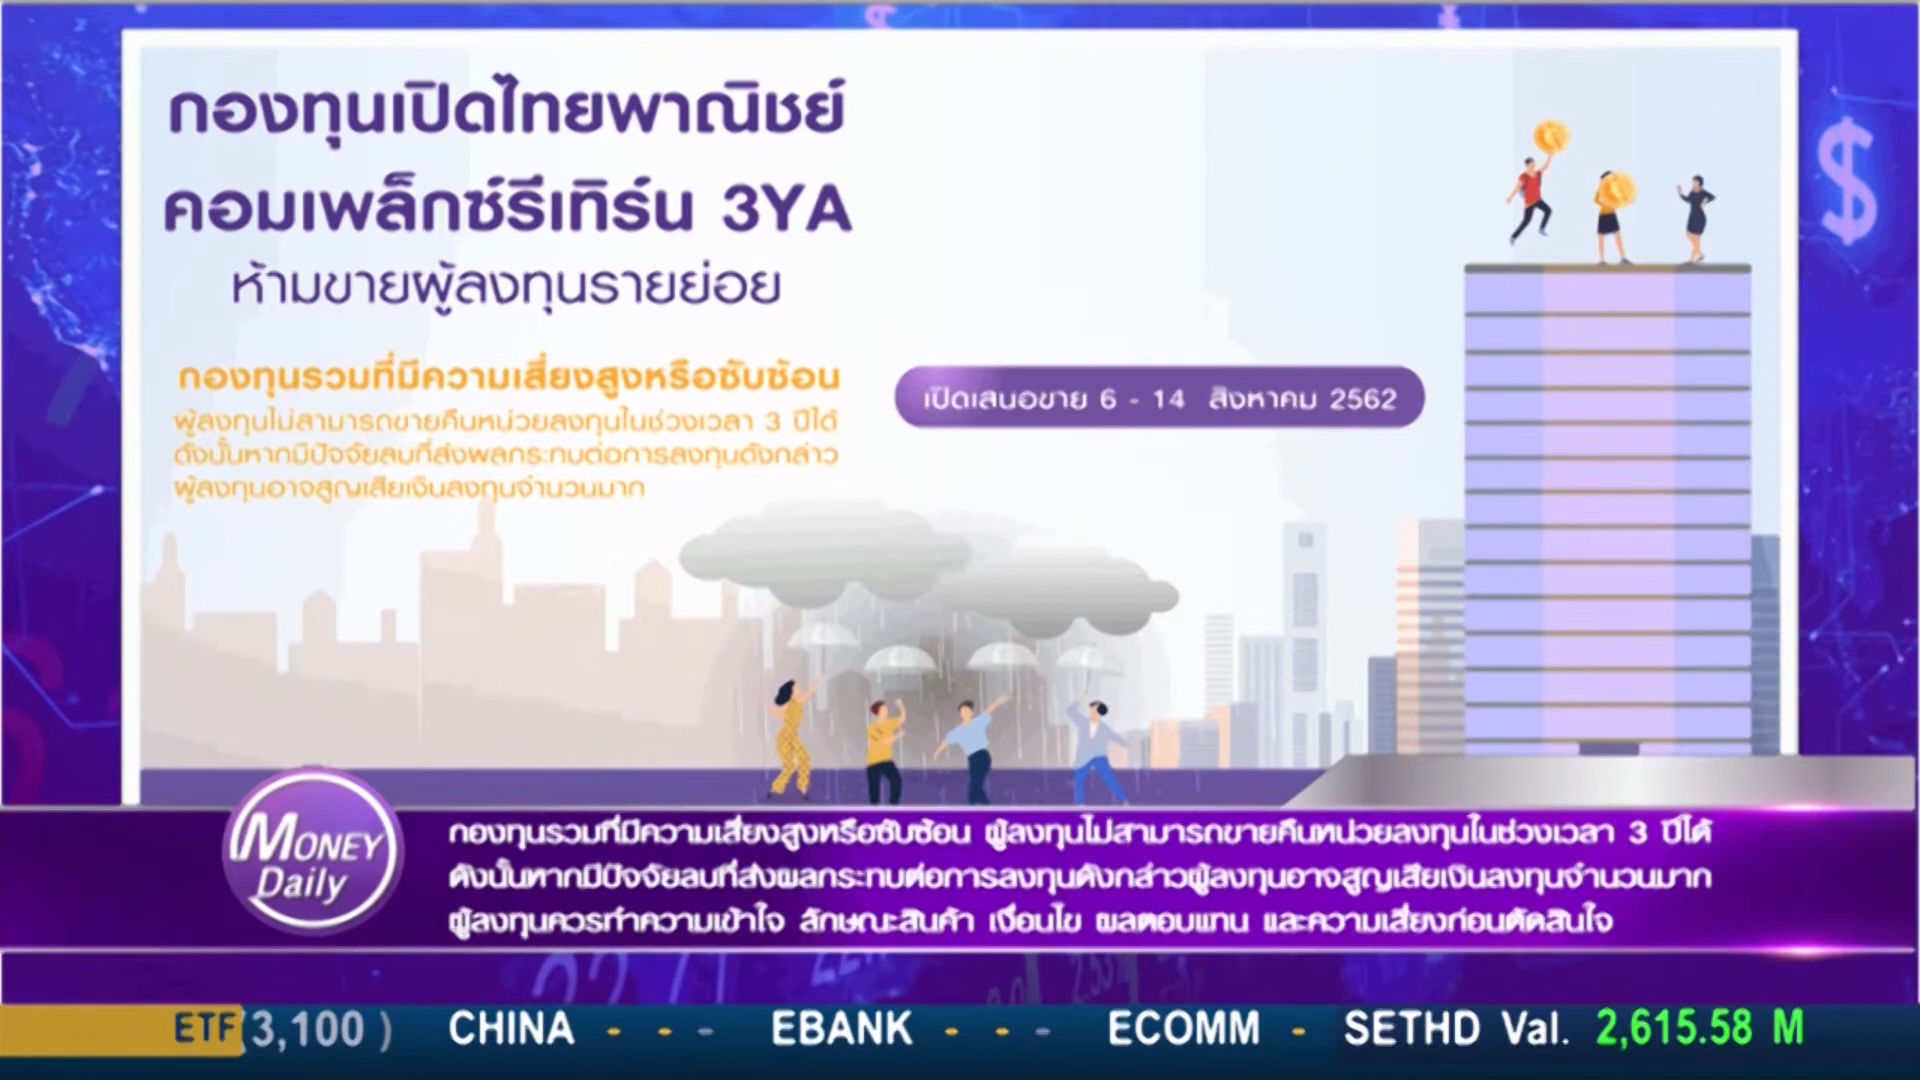 กองทุนเปิดไทยพาณิชย์
คอมเพล็กซ์รีเทิร์น 3YA
ห้ามขายผู้ลงทุนรายย่อย
กองทุนรวมที่มีความเสี่ยงสูงหรือซับซ้อน
ผู้ลงทุนไม่สามารถขายคืนหน่วยลงทุนในช่วงเวลา 3 ปีได้
ดังนั้นหากมีปัจจัยลบที่ส่งผลกระทบต่อการลงทุนดังกล่าว
ผู้ลงทุนอาจสูญเสียเงินลงทุนจำนวนมาก
เปิดเสนอขาย 6 - 14 สิงหาคม 2562
MONEY
Daily
กองทุนรวมที่มีความเสี่ยงสูงหรือซับซ้อน ผู้ลงทุนไม่สามารถขายคืนหน่วยลงทุนในช่วงเวลา 3 ปีได้
ดังนั้นหากมีปัจจัยลบที่ส่งผลกระทบต่อการลงทุนดังกล่าวผู้ลงทุนอาจสูญเสียเงินลงทุนจำนวนมาก
ผู้ลงทุนควรทำความเข้าใจ ลักษณะสินค้า เงื่อนไข ผลตอบแทน และความเสี่ยงก่อนตัดสินใจ
ETF (3,100 ) CHINA - - - EBANK - - - ECOMM - SETHD Val. 2,615.58 M